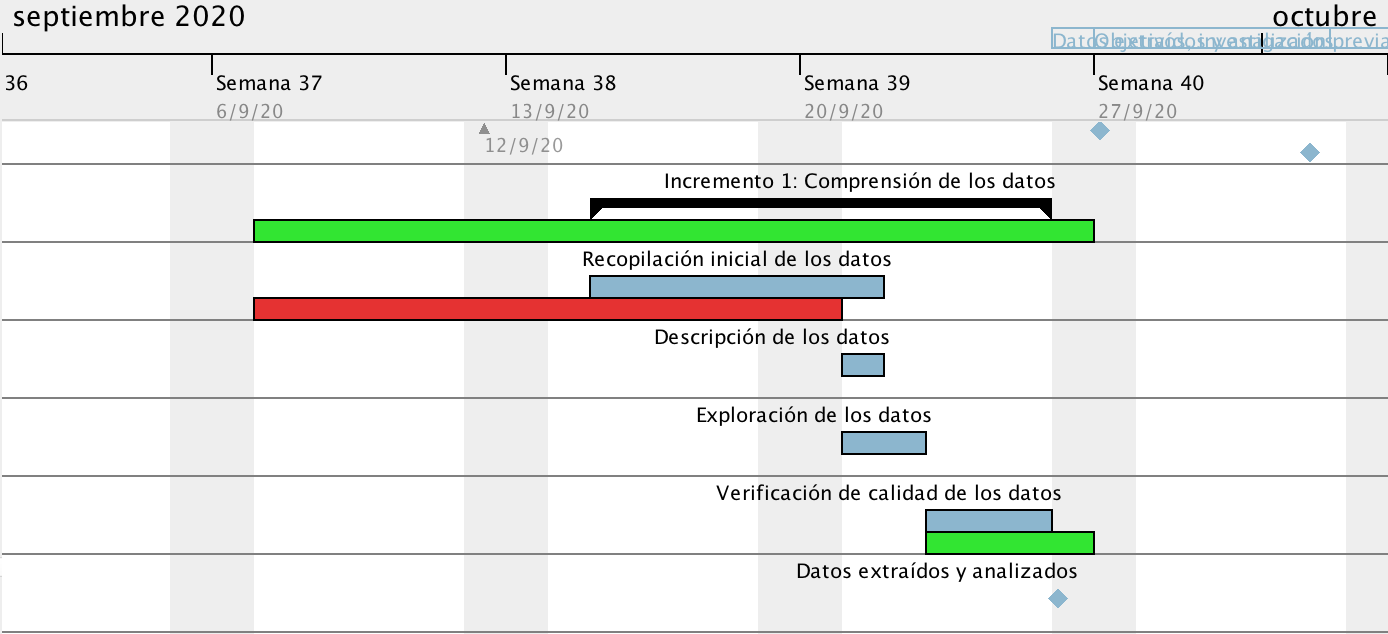 septiembre 2020
octubre
36
Semana 37
Semana 38
Semana 39
Semana 40
6/9/20
13/9/20
20/9/20
27/9/20
12/9/20
Incremento 1: Comprensión de los datos
Recopilación inicial de los datos
Descripción de los datos
Exploración de los datos
Verificación de calidad de los datos
Datos extraídos y analizados